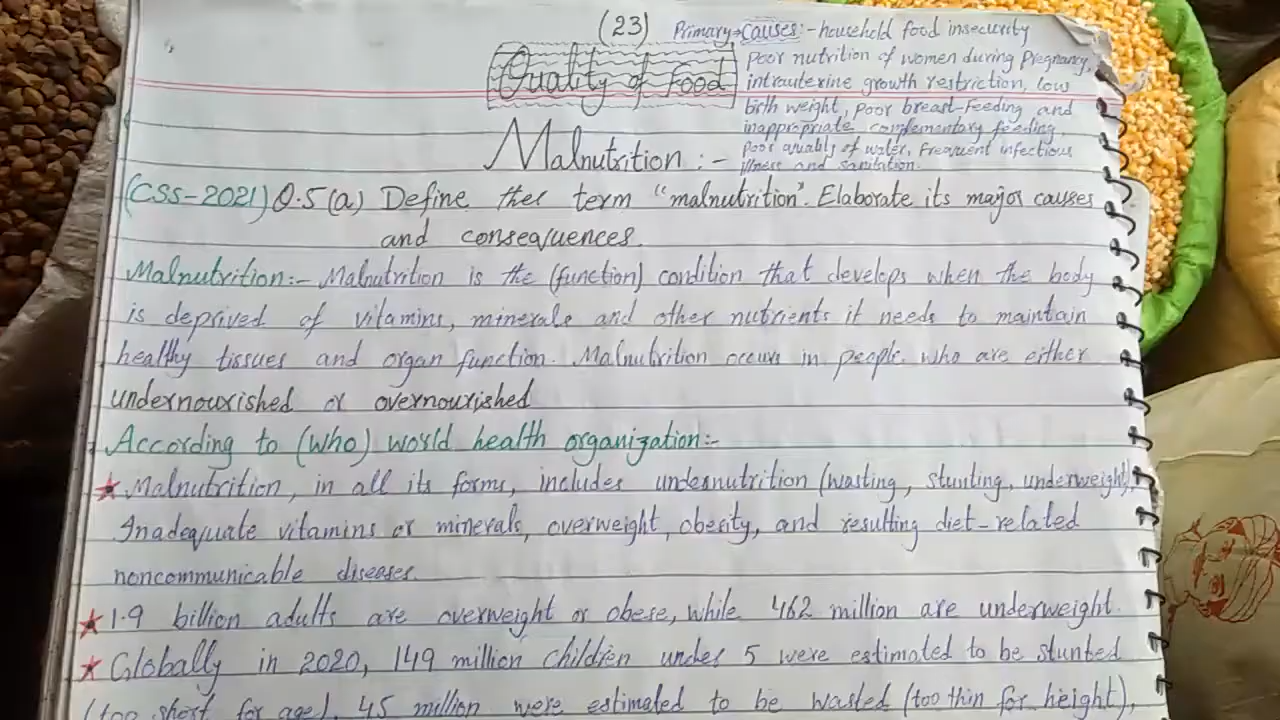 (23)
Primary→causes:- household food insecurity
poor nutrition of women during Pregnancy,
intrauterine growth restriction, low
birth weight, poor breast-feeding and
inappropriate complementary feeding,
poor quality of water, frequent infectious
illness and sanitation.
Quality of Food
Malnutrition :-
(CSS-2021) Q.5 (a) Define the term "malnutrition". Elaborate its major causes
and consequences.
Malnutrition:- Malnutrition is the (function) condition that develops when the body
is deprived of vitamins, minerals and other nutrients it needs to maintain
healthy tissues and organ function. Malnutrition occurs in people who are either
undernourished or overnourished
According to (WHO) world health organization:-
★ Malnutrition, in all its forms, includes undernutrition (wasting, stunting, underweight),
Inadequate vitamins or minerals, overweight, obesity, and resulting diet-related
noncommunicable diseases.
★ 1.9 billion adults are overweight or obese, while 462 million are underweight.
★ Globally in 2020, 149 million children under 5 were estimated to be stunted
(too short for age), 45 million were estimated to be wasted (too thin for height),